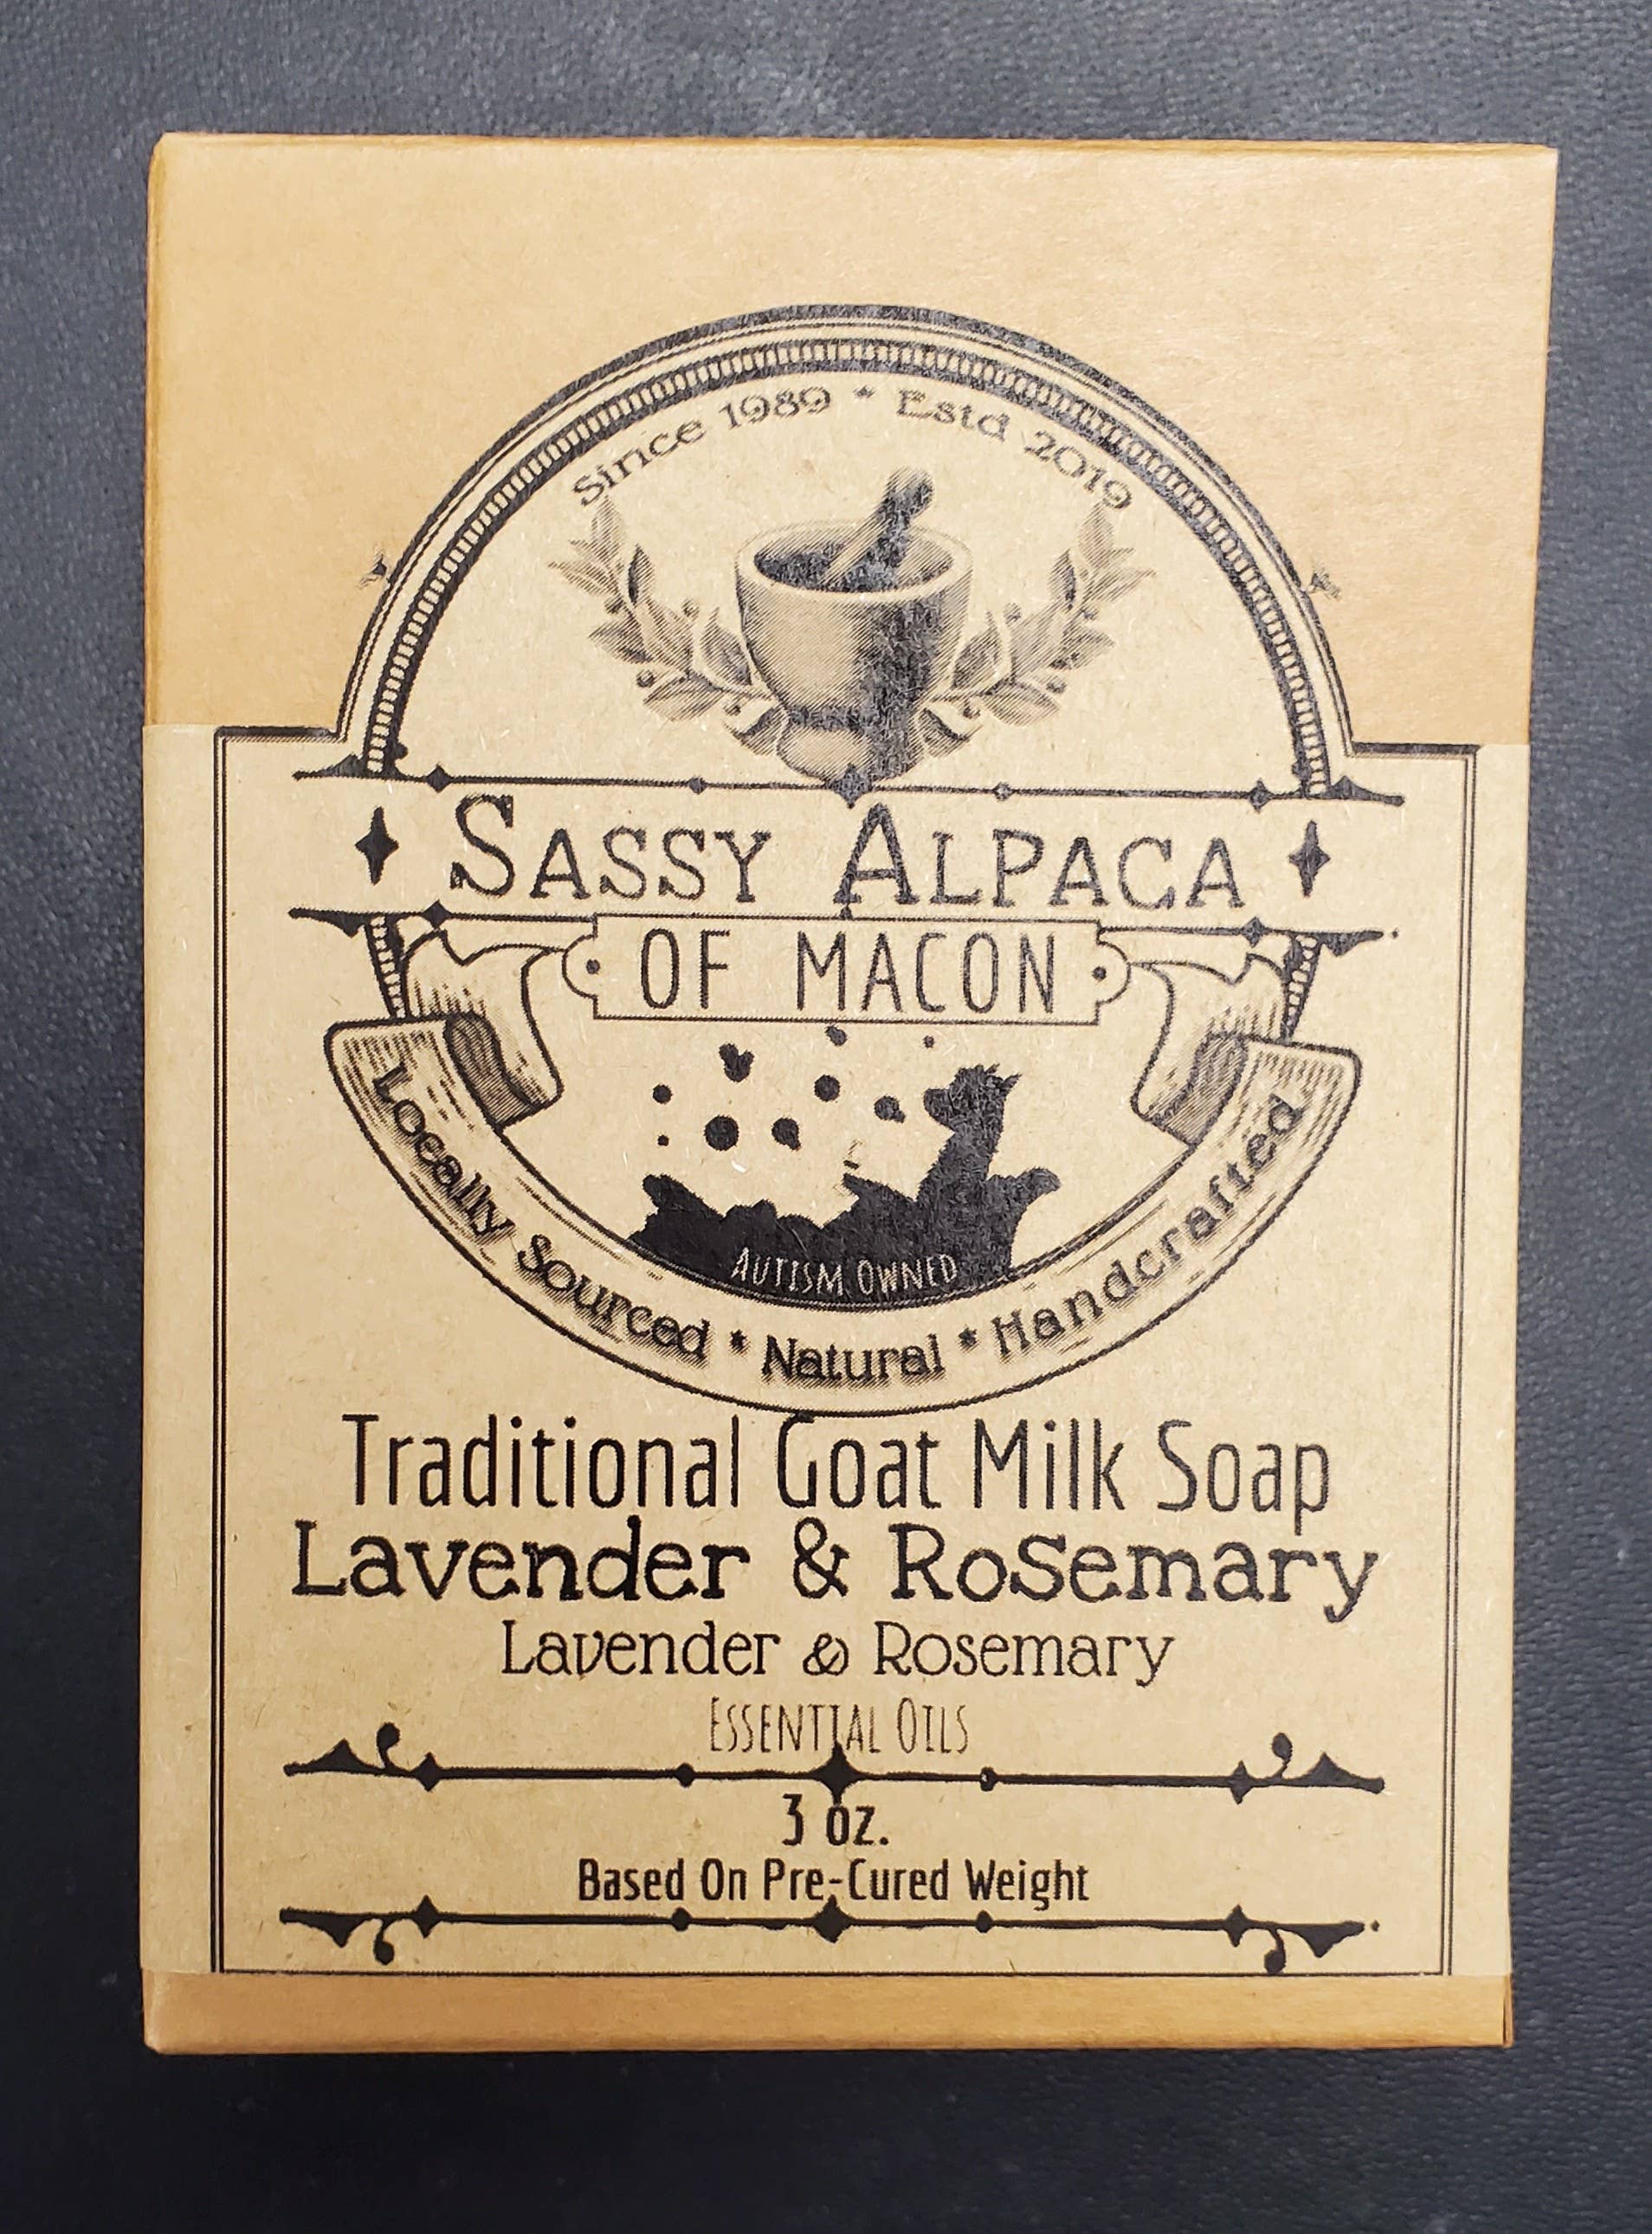 Since 1989 * Estd 2019
SASSY ALPACA
OF MACON
AUTISM OWNED
Locally Sourced * Natural * Handcrafted
Traditional Goat Milk Soap
Lavender & RoSemary
Lavender & Rosemary
ESSENTIAL OILS
3 oz.
Based On Pre-Cured Weight